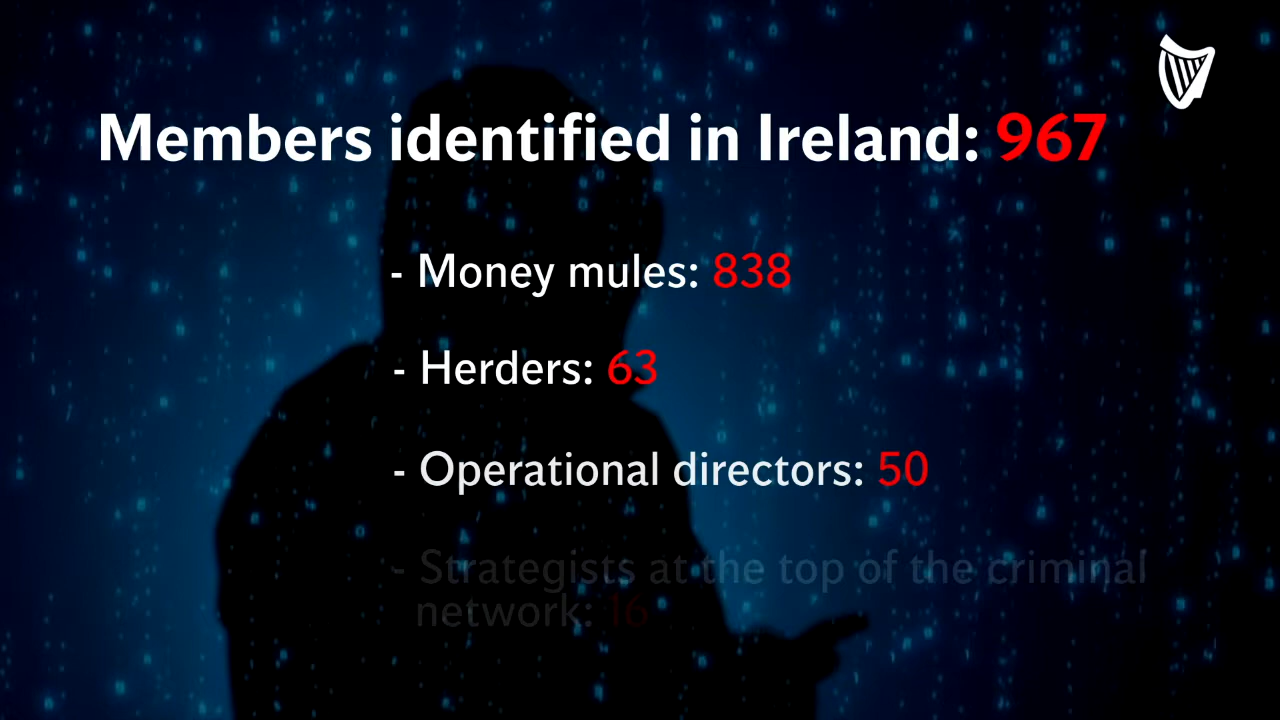 Members identified in Ireland: 967
- Money mules: 838
- Herders: 63
- Operational directors: 50
- Strategists at the top of the criminal
network: 16